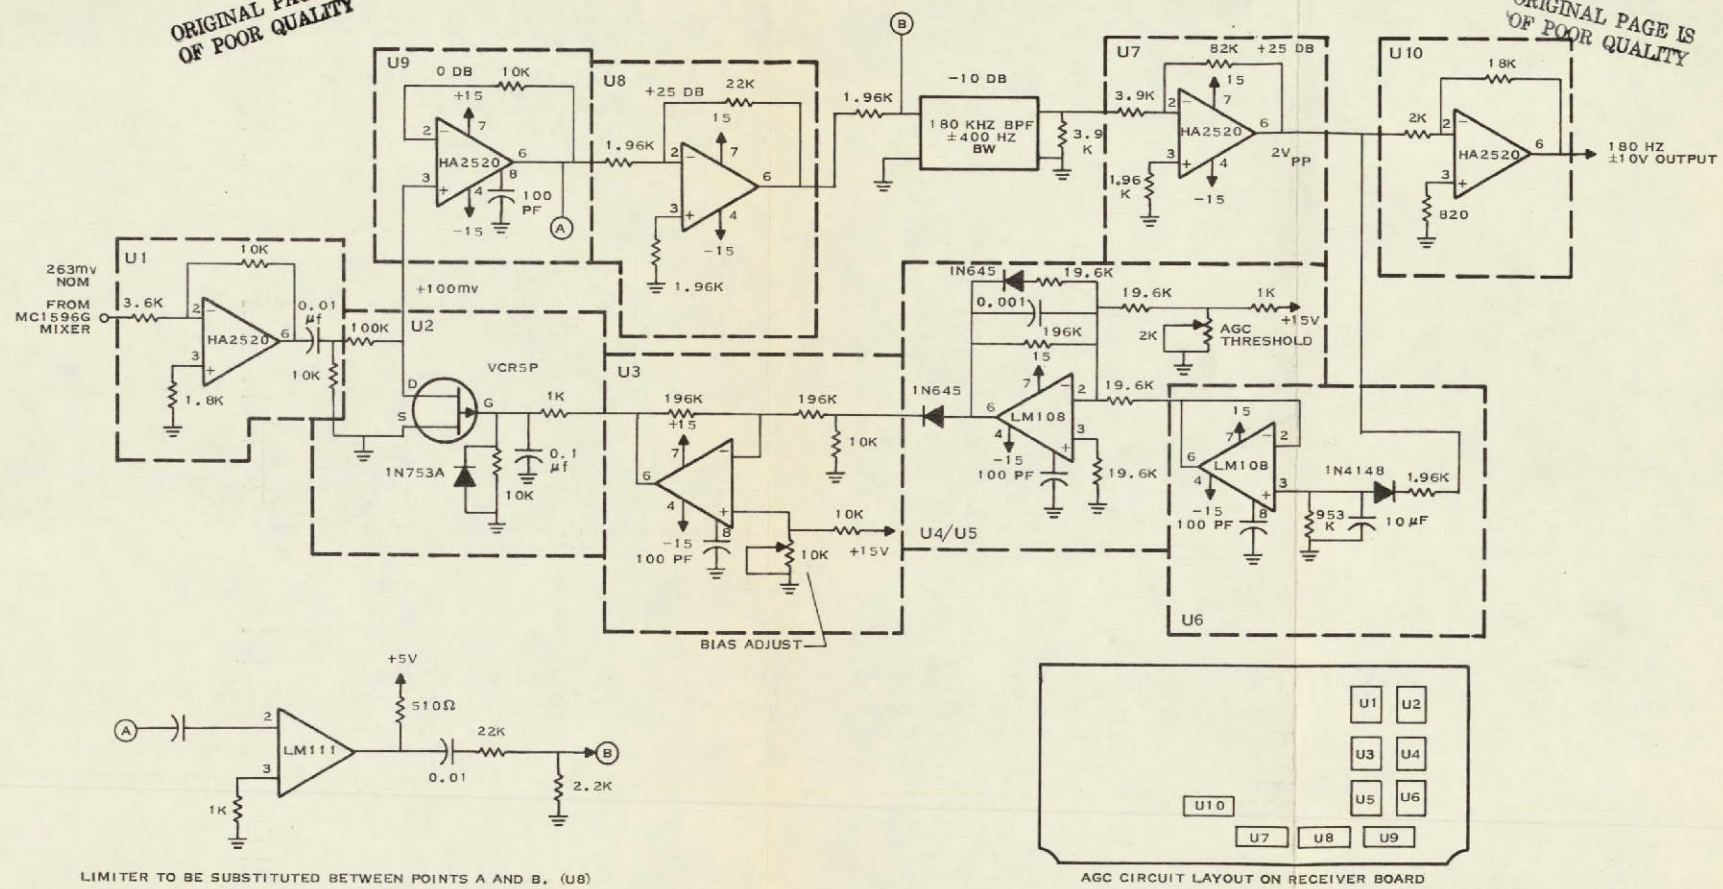 ORIGINAL PAGE IS
OF POOR QUALITY
ORIGINAL PAGE IS
OF POOR QUALITY
U9
0 DB
10K
+15
2
7
HA2520
6
3
8
4
100
PF
-15
A
U8
+25 DB
22K
15
1.96K
2
7
6
3
4
-15
1.96K
B
1.96K
-10 DB
180 KHZ BPF
±400 HZ
BW
3.9
K
U7
82K
+25 DB
3.9K
15
2
7
HA2520
6
3
4
2VPP
1.96
K
-15
U10
18K
2K
2
HA2520
6
3
820
180 HZ
±10V OUTPUT
U1
263mv
NOM
FROM
MC1596G
MIXER
3.6K
10K
2
HA2520
6
3
1.8K
0.01
μf
10K
+100mv
100K
U2
VCR5P
D
S
G
1K
1N753A
10K
0.1
μf
U3
196K
196K
+15
7
6
4
-15
8
100 PF
10K
10K
+15V
10K
BIAS ADJUST
1N645
19.6K
0.001
196K
19.6K
1K
+15V
2K
AGC
THRESHOLD
1N645
15
7
2
6
LM108
4
3
-15
100 PF
19.6K
19.6K
U4/U5
15
7
2
6
LM108
4
3
-15
8
100 PF
953
K
10 μF
1N4148
1.96K
U6
A
2
LM111
3
1K
+5V
510Ω
0.01
22K
2.2K
B
LIMITER TO BE SUBSTITUTED BETWEEN POINTS A AND B. (U8)
U1
U2
U3
U4
U5
U6
U10
U7
U8
U9
AGC CIRCUIT LAYOUT ON RECEIVER BOARD